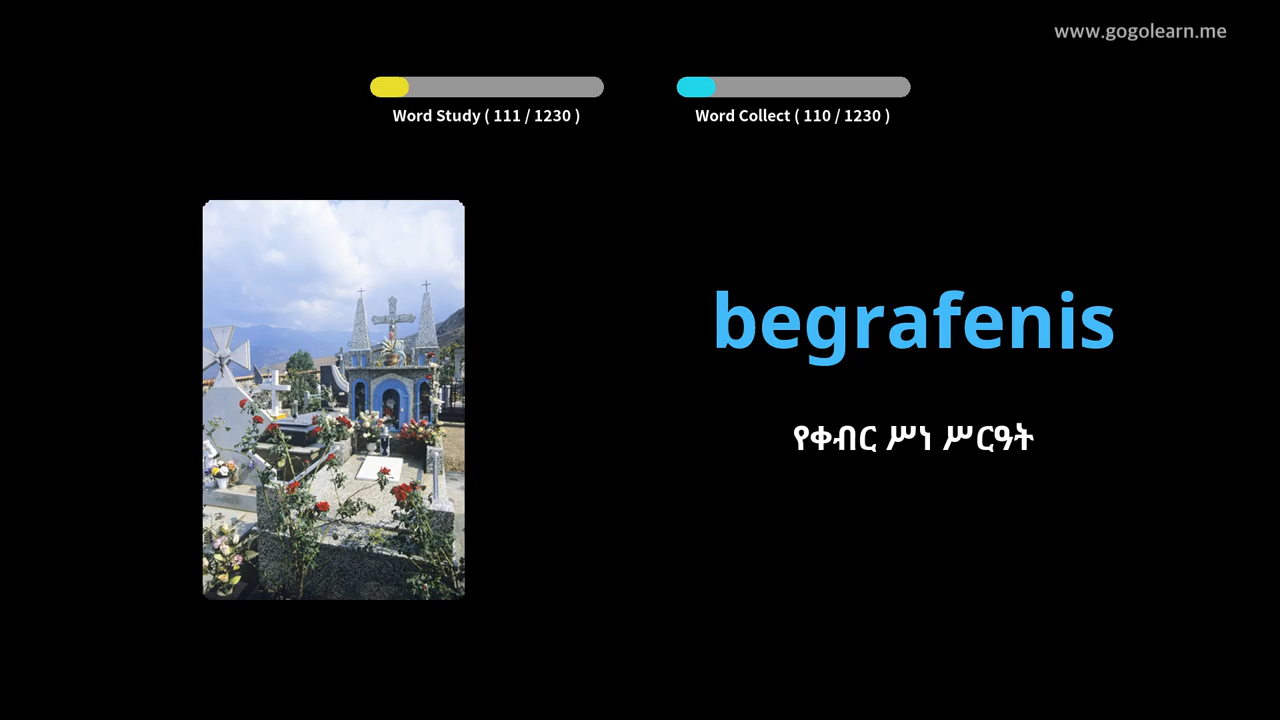 www.gogolearn.me
Word Study ( 111 / 1230 )
Word Collect ( 110 / 1230 )
begrafenis
የቀብር ሥነ ሥርዓት